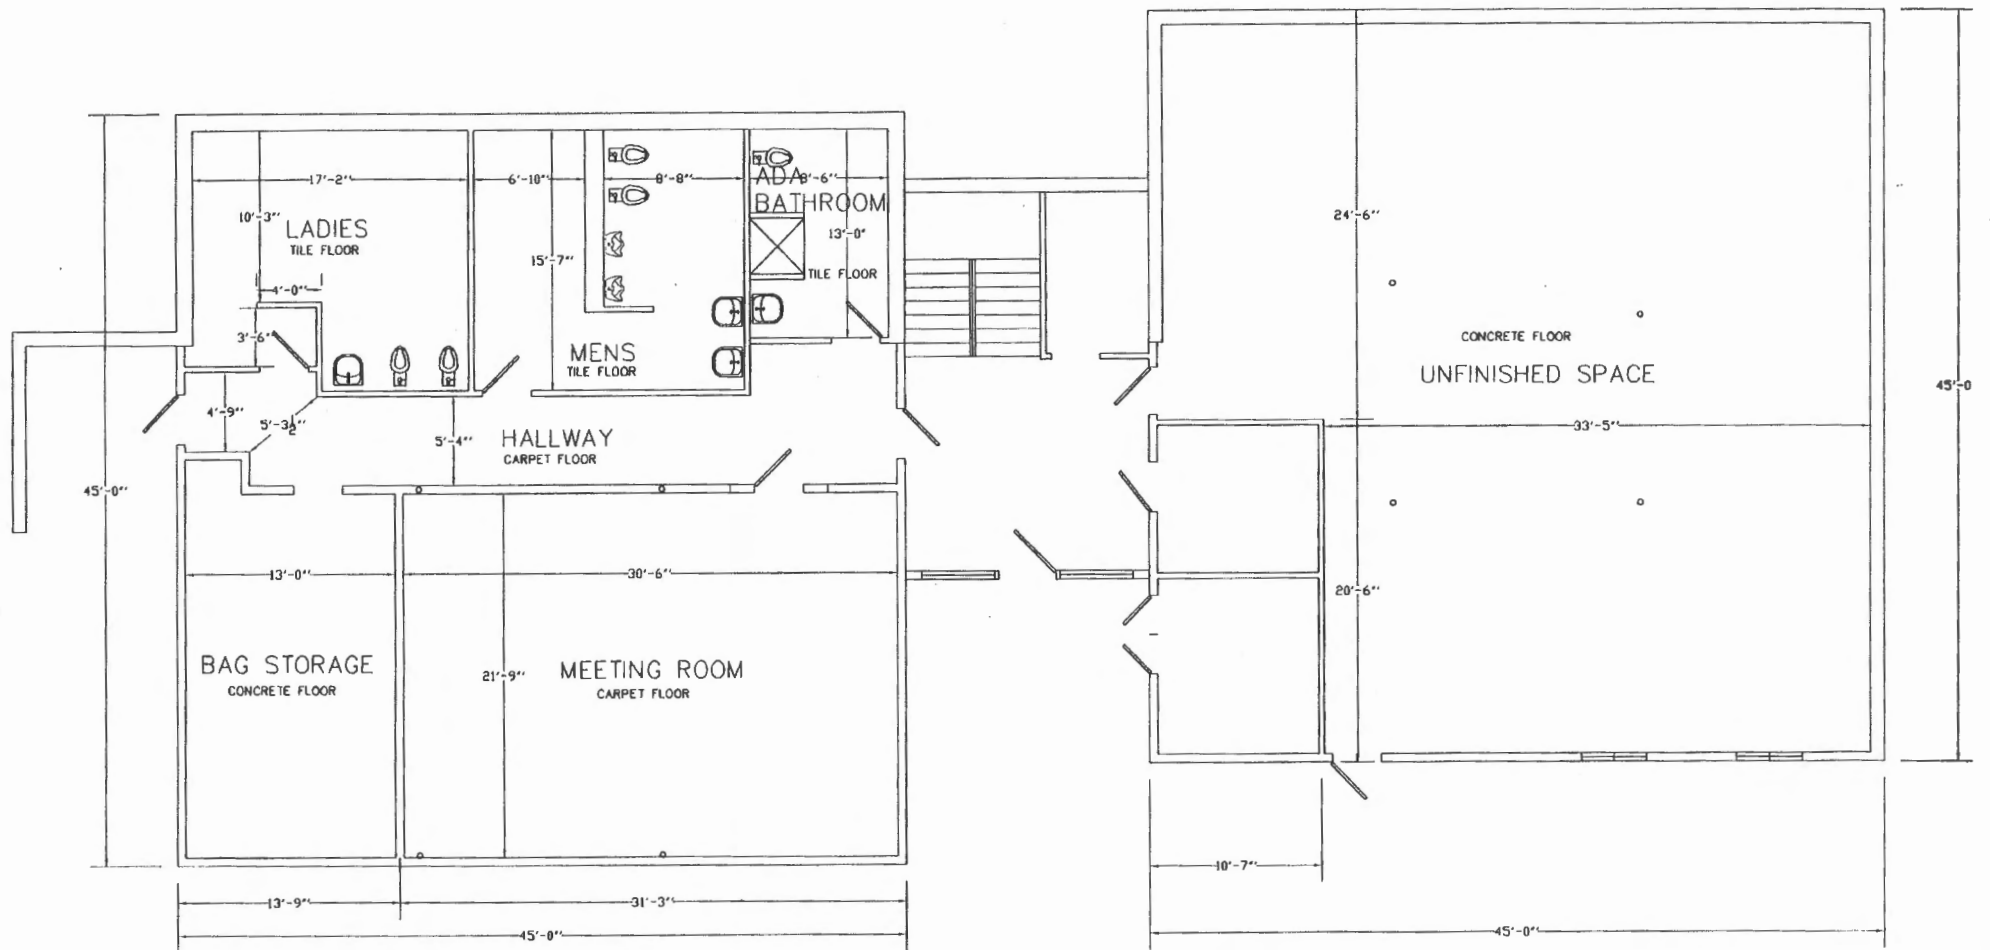 17'-2"
6'-10"
8'-8"
8'-6"
ADA
BATHROOM
10'-3"
LADIES
TILE FLOOR
13'-0"
24'-6"
15'-7"
TILE FLOOR
4'-0"
3'-6"
MENS
TILE FLOOR
CONCRETE FLOOR
UNFINISHED SPACE
45'-0
4'-9"
5'-3½"
5'-4"
HALLWAY
CARPET FLOOR
33'-5"
45'-0"
13'-0"
30'-6"
20'-6"
BAG STORAGE
CONCRETE FLOOR
21'-9"
MEETING ROOM
CARPET FLOOR
10'-7"
13'-9"
31'-3"
45'-0"
45'-0"